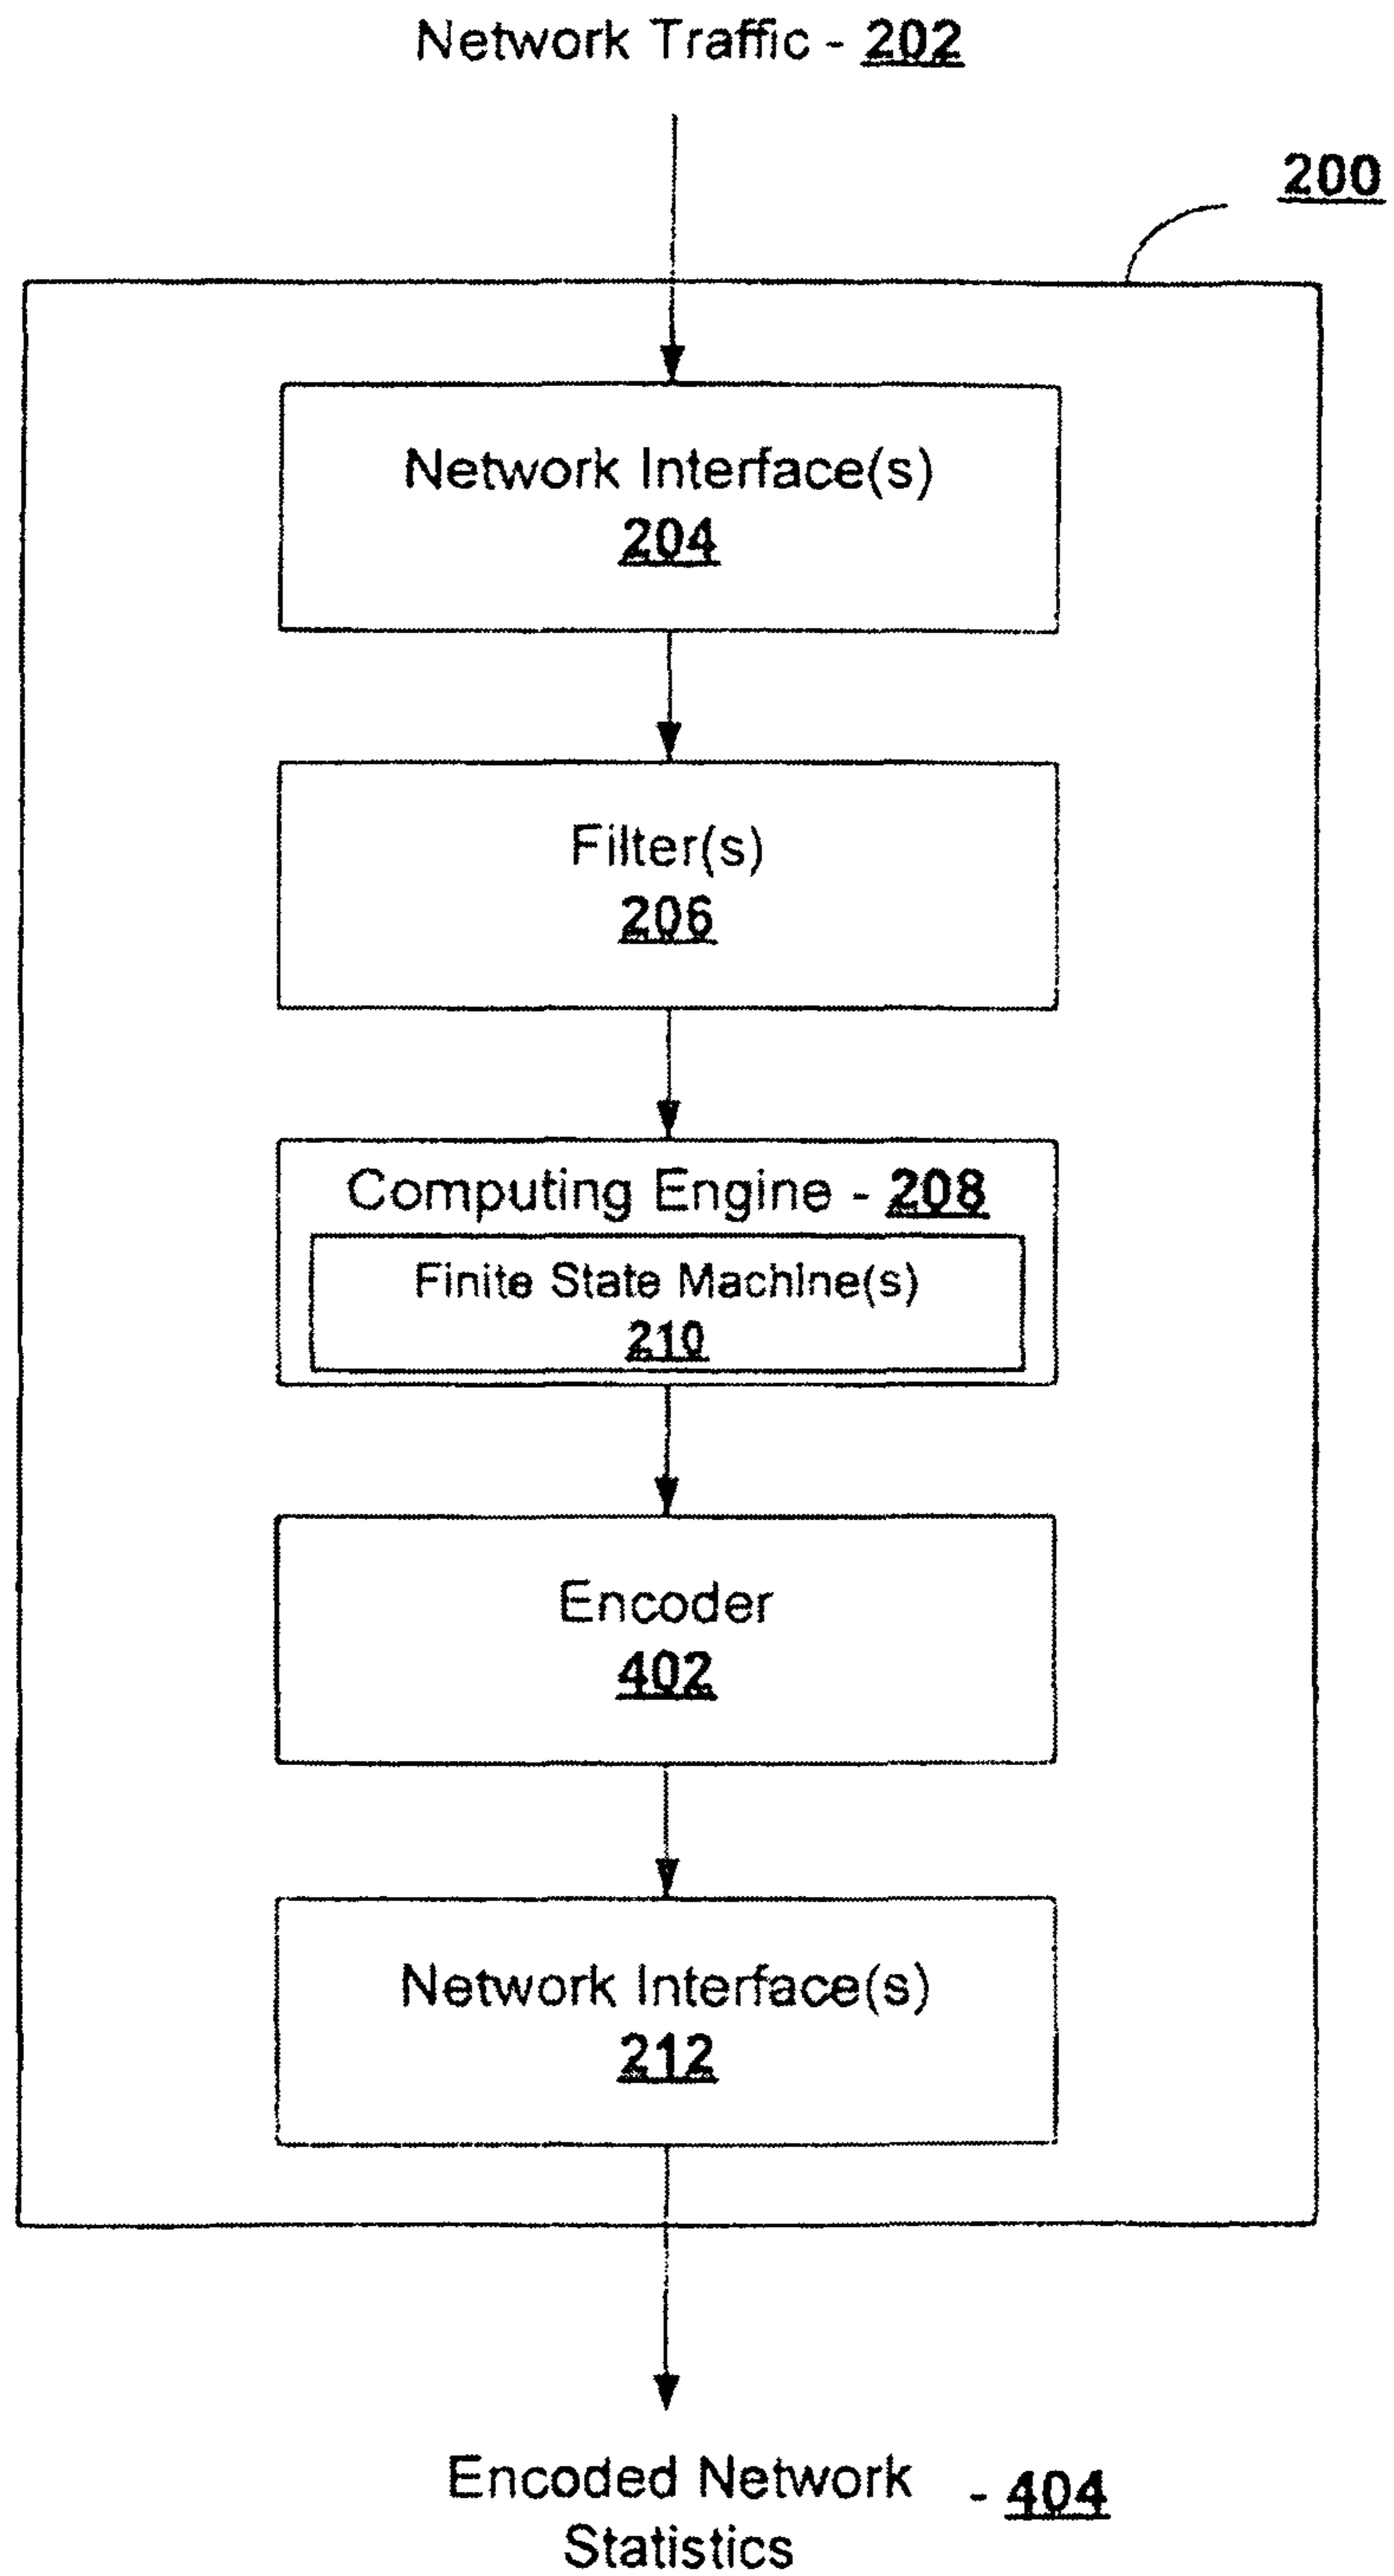 Network Traffic - 202
200
Network Interface(s)
204
Filter(s)
206
Computing Engine - 208
Finite State Machine(s)
210
Encoder
402
Network Interface(s)
212
Encoded Network - 404
Statistics